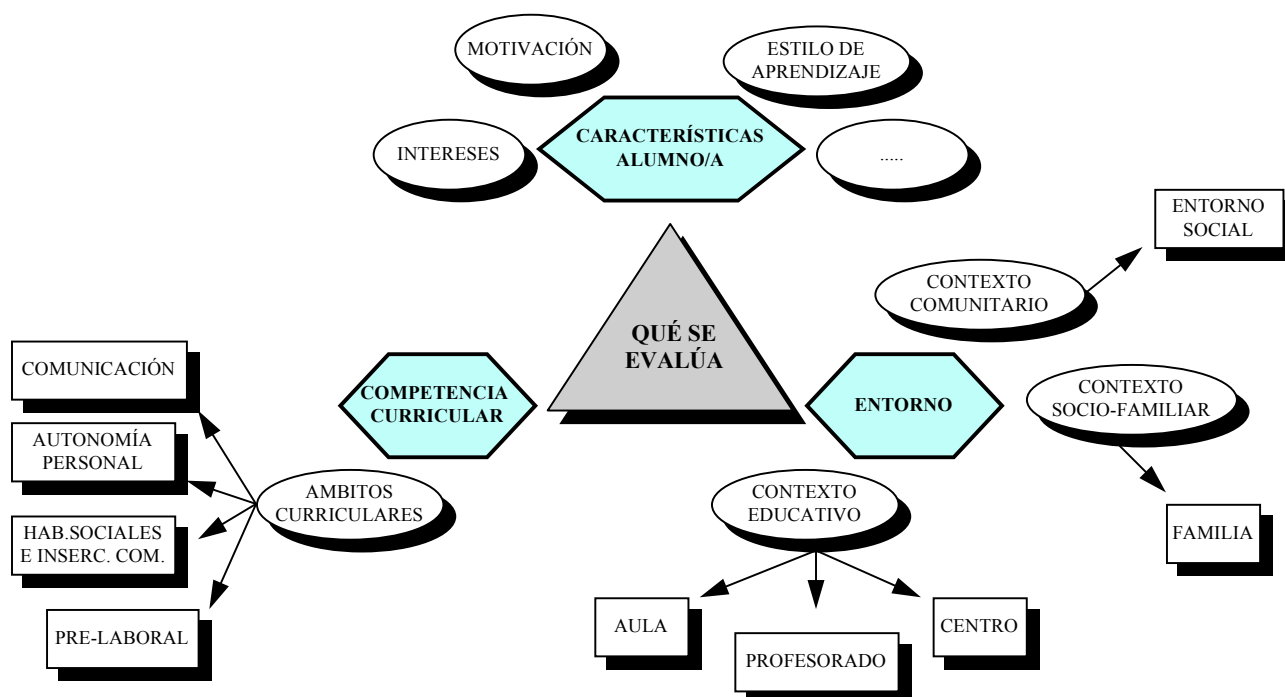 MOTIVACIÓN
ESTILO DE
APRENDIZAJE
CARACTERÍSTICAS
ALUMNO/A
INTERESES
.....
ENTORNO
SOCIAL
CONTEXTO
COMUNITARIO
QUÉ SE
EVALÚA
COMUNICACIÓN
COMPETENCIA
CURRICULAR
ENTORNO
CONTEXTO
SOCIO-FAMILIAR
AUTONOMÍA
PERSONAL
AMBITOS
CURRICULARES
CONTEXTO
EDUCATIVO
HAB.SOCIALES
E INSERC. COM.
FAMILIA
PRE-LABORAL
AULA
PROFESORADO
CENTRO